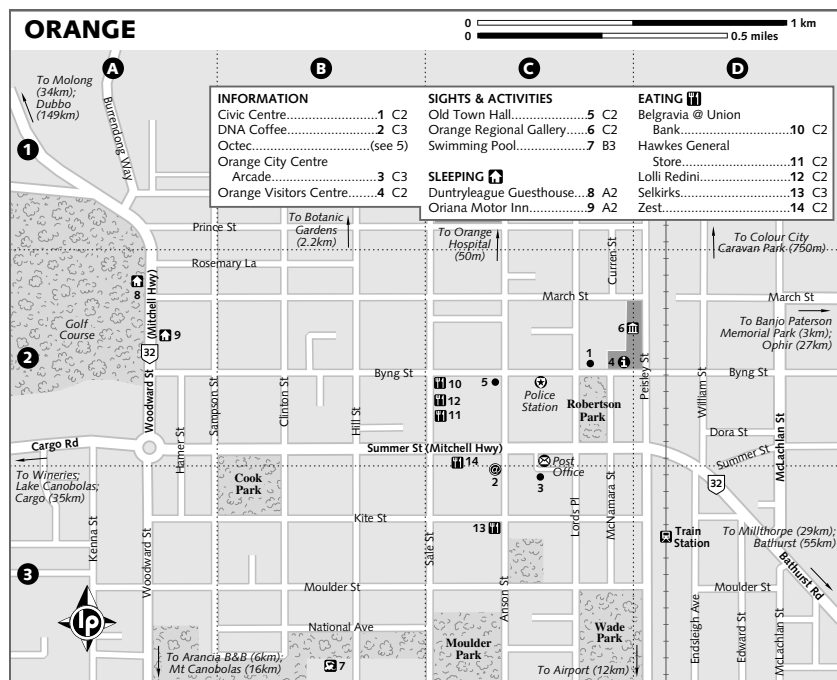 ORANGE
0 1 km
0 0.5 miles
A B C D
To Molong
(34km);
Dubbo
(149km)
Burrendong Way
INFORMATION
Civic Centre..........................1 C2
DNA Coffee..........................2 C3
Octec............................(see 5)
Orange City Centre
Arcade..........................3 C3
Orange Visitors Centre........4 C2
SIGHTS & ACTIVITIES
Old Town Hall......................5 C2
Orange Regional Gallery......6 C2
Swimming Pool....................7 B3
SLEEPING
Duntryleague Guesthouse...8 A2
Oriana Motor Inn.................9 A2
EATING
Belgravia @ Union
Bank..........................10 C2
Hawkes General
Store..........................11 C2
Lolli Redini........................12 C2
Selkirks.............................13 C3
Zest..................................14 C2
1
Prince St
To Botanic
Gardens
(2.2km)
To Orange
Hospital
(50m)
Curren St
To Colour City
Caravan Park (750m)
Rosemary La
March St
March St
8
(Mitchell Hwy)
Golf
Course
9
6
To Banjo Paterson
Memorial Park (3km);
Ophir (27km)
2
32
Woodward St
Sampson St
Clinton St
Hill St
Byng St
10
5
12
11
Police
Station
1
4
Robertson
Park
Peisley St
William St
Byng St
Dora St
McLachlan St
Cargo Rd
Hamer St
Summer St (Mitchell Hwy)
Summer St
To Wineries;
Lake Canobolas;
Cargo (35km)
Cook
Park
14
2
Post
Office
3
32
Kenna St
Woodward St
Kite St
Sale St
13
Anson St
Lords Pl
McNamara St
Train
Station
To Millthorpe (29km);
Bathurst (55km)
Bathurst Rd
3
Moulder St
Moulder St
lp
National Ave
Moulder
Park
Wade
Park
Endsleigh Ave
Edward St
McLachlan St
To Arancia B&B (6km);
Mt Canobolas (16km)
7
To Airport (12km)